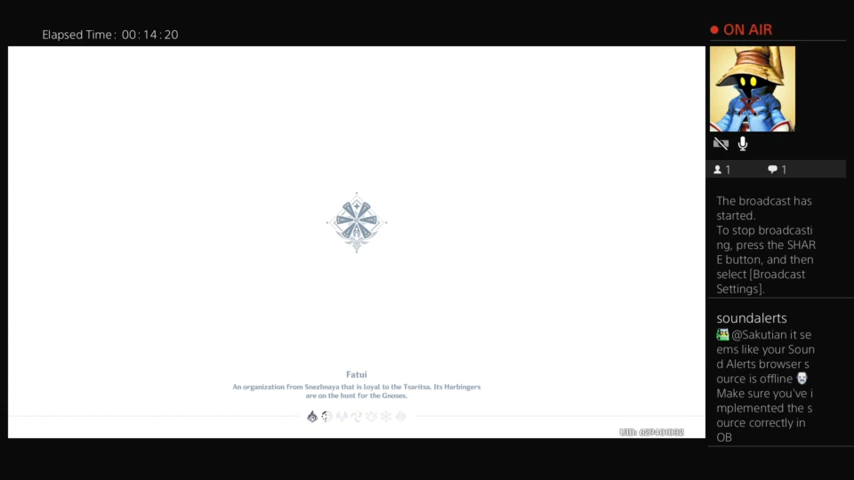 Elapsed Time: 00:14:20
ON AIR
1 1
The broadcast has
started.
To stop broadcasti
ng, press the SHAR
E button, and then
select [Broadcast
Settings].
soundalerts
@Sakutian it se
ems like your Soun
d Alerts browser s
ource is offline
Make sure you've i
mplemented the s
ource correctly in
OB
Fatui
An organization from Snezhnaya that is loyal to the Tsaritsa. Its Harbingers
are on the hunt for the Gnoses.
UID: